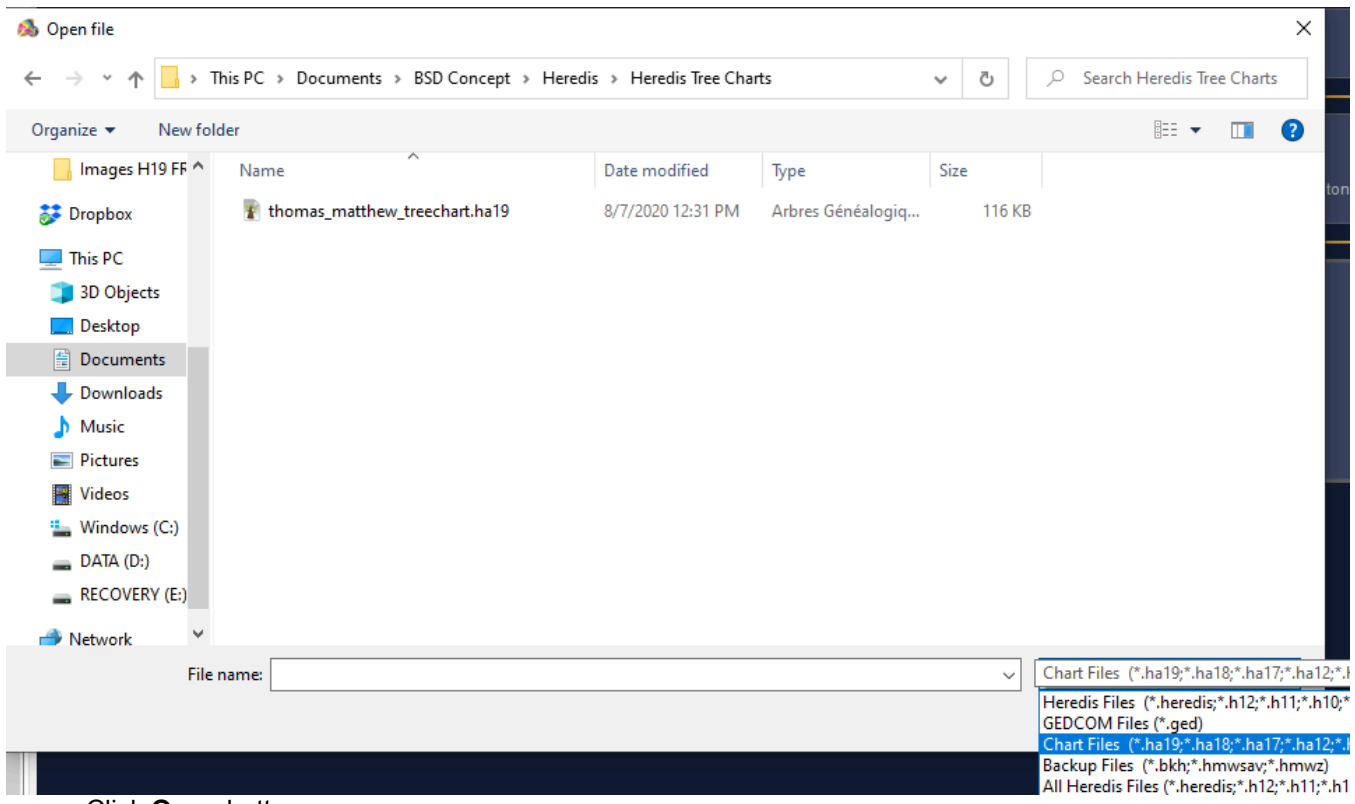 Open file
This PC > Documents > BSD Concept > Heredis > Heredis Tree Charts
Search Heredis Tree Charts
Organize
New folder
Images H19 FR
Dropbox
This PC
3D Objects
Desktop
Documents
Downloads
Music
Pictures
Videos
Windows (C:)
DATA (D:)
RECOVERY (E:)
Network
Name Date modified Type Size
thomas_matthew_treechart.ha19 8/7/2020 12:31 PM Arbres Généalogiq... 116 KB
ton
File name:
Chart Files (*.ha19;*.ha18;*.ha17;*.ha12;*.h
Heredis Files (*.heredis;*.h12;*.h11;*.h10;*
GEDCOM Files (*.ged)
Chart Files (*.ha19;*.ha18;*.ha17;*.ha12;*.h
Backup Files (*.bkh;*.hmwsav;*.hmwz)
All Heredis Files (*.heredis;*.h12;*.h11;*.h1